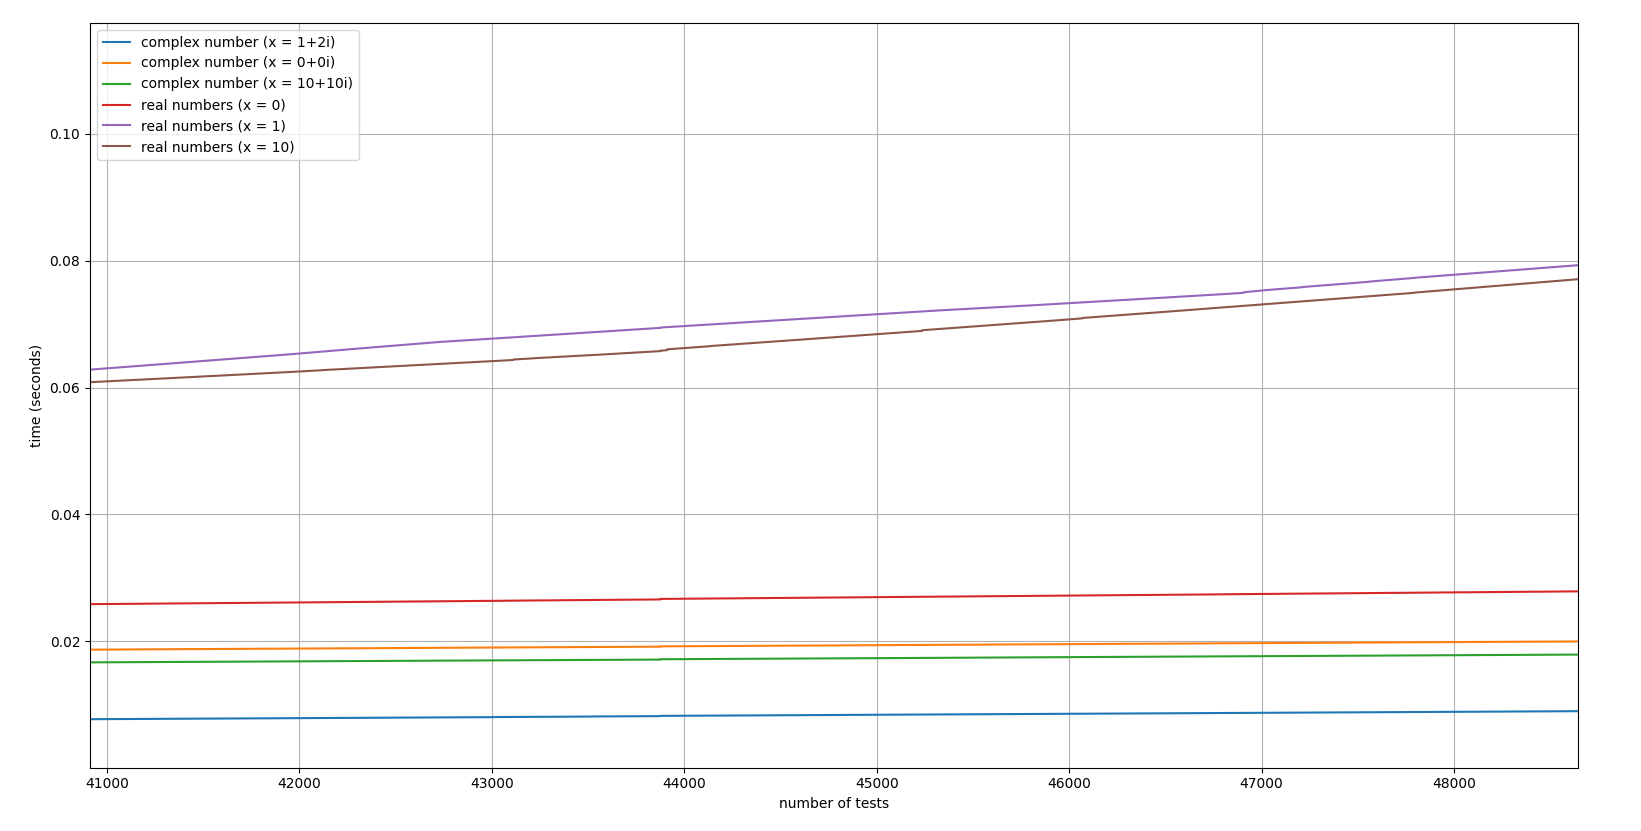 complex number (x = 1+2i)
complex number (x = 0+0i)
complex number (x = 10+10i)
real numbers (x = 0)
real numbers (x = 1)
real numbers (x = 10)
0.10
0.08
0.06
0.04
0.02
time (seconds)
41000 42000 43000 44000 45000 46000 47000 48000
number of tests